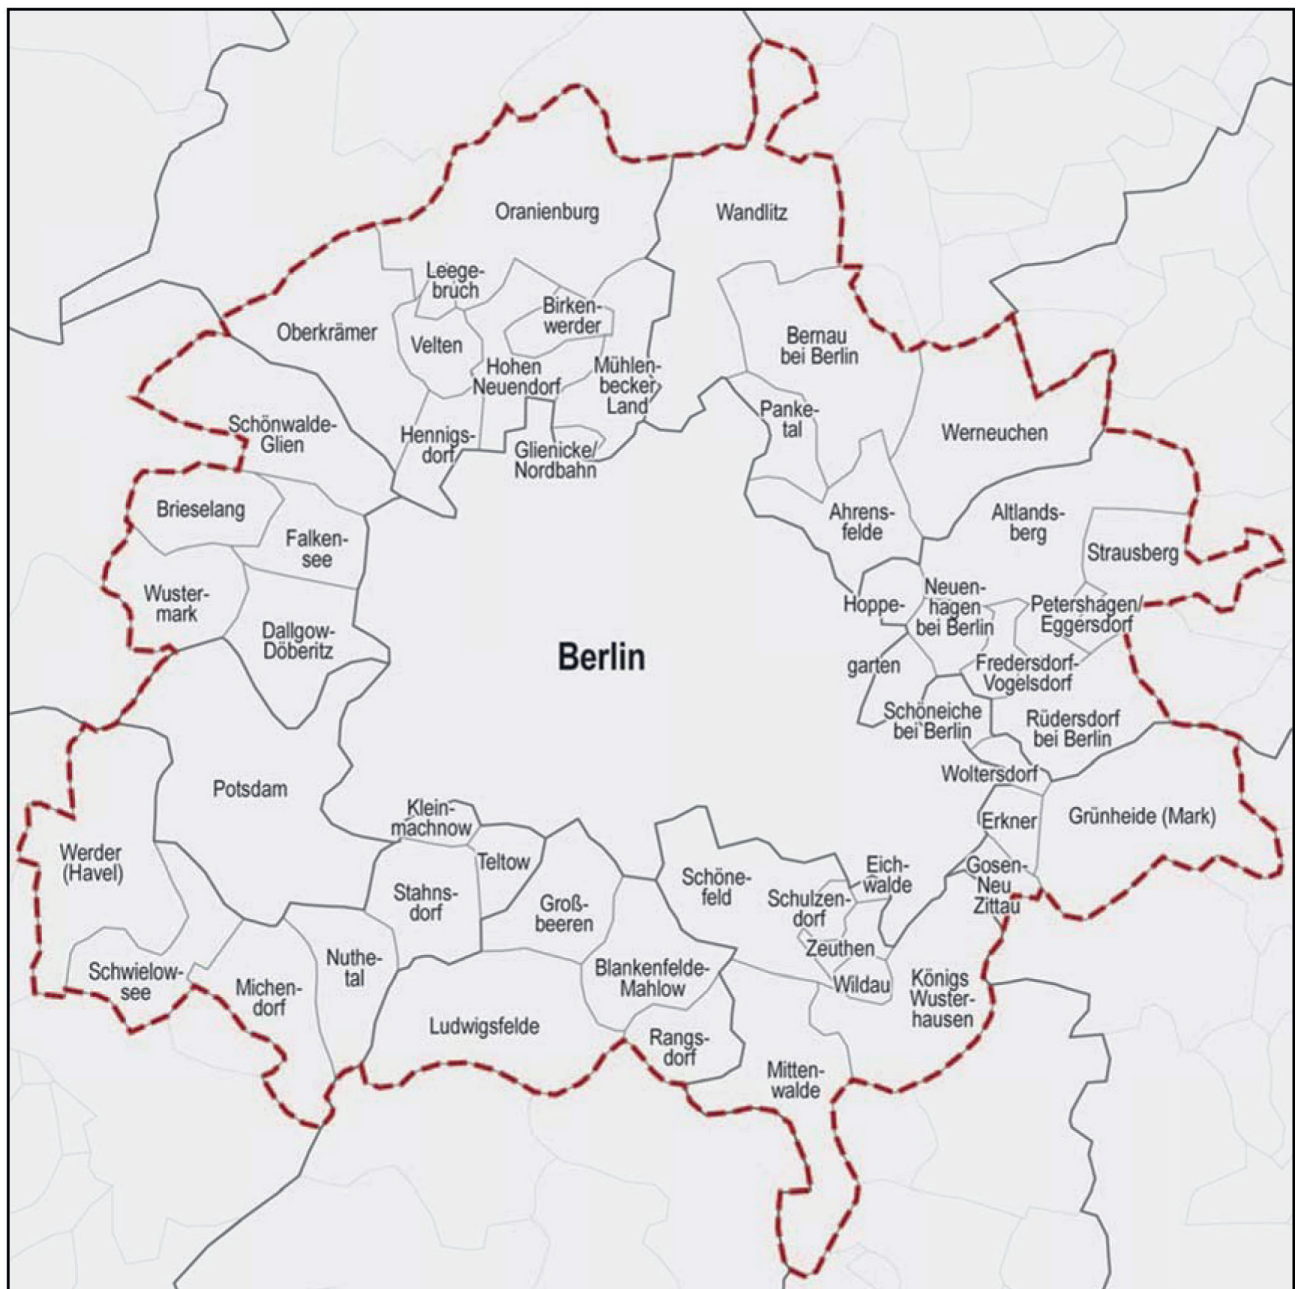 Oranienburg
Wandlitz
Leege-
bruch
Birken-
werder
Oberkrämer
Velten
Bernau
bei Berlin
Hohen
Neuendorf
Mühlen-
becker
Land
Schönwalde-
Glien
Hennigs-
dorf
Glienicke/
Nordbahn
Panke-
tal
Werneuchen
Brieselang
Falken-
see
Ahrens-
felde
Altlands-
berg
Strausberg
Wuster-
mark
Dallgow-
Döberitz
Hoppe-
garten
Neuen-
hagen
bei Berlin
Petershagen/
Eggersdorf
Berlin
Fredersdorf-
Vogelsdorf
Schöneiche
bei Berlin
Rüdersdorf
bei Berlin
Woltersdorf
Potsdam
Klein-
machnow
Erkner
Grünheide (Mark)
Werder
(Havel)
Teltow
Stahns-
dorf
Groß-
beeren
Schöne-
feld
Eich-
walde
Schulzen-
dorf
Gosen-
Neu
Zittau
Zeuthen
Wildau
Schwielow-
see
Michen-
dorf
Nuthe-
tal
Blankenfelde-
Mahlow
Königs
Wuster-
hausen
Ludwigsfelde
Rangs-
dorf
Mitten-
walde